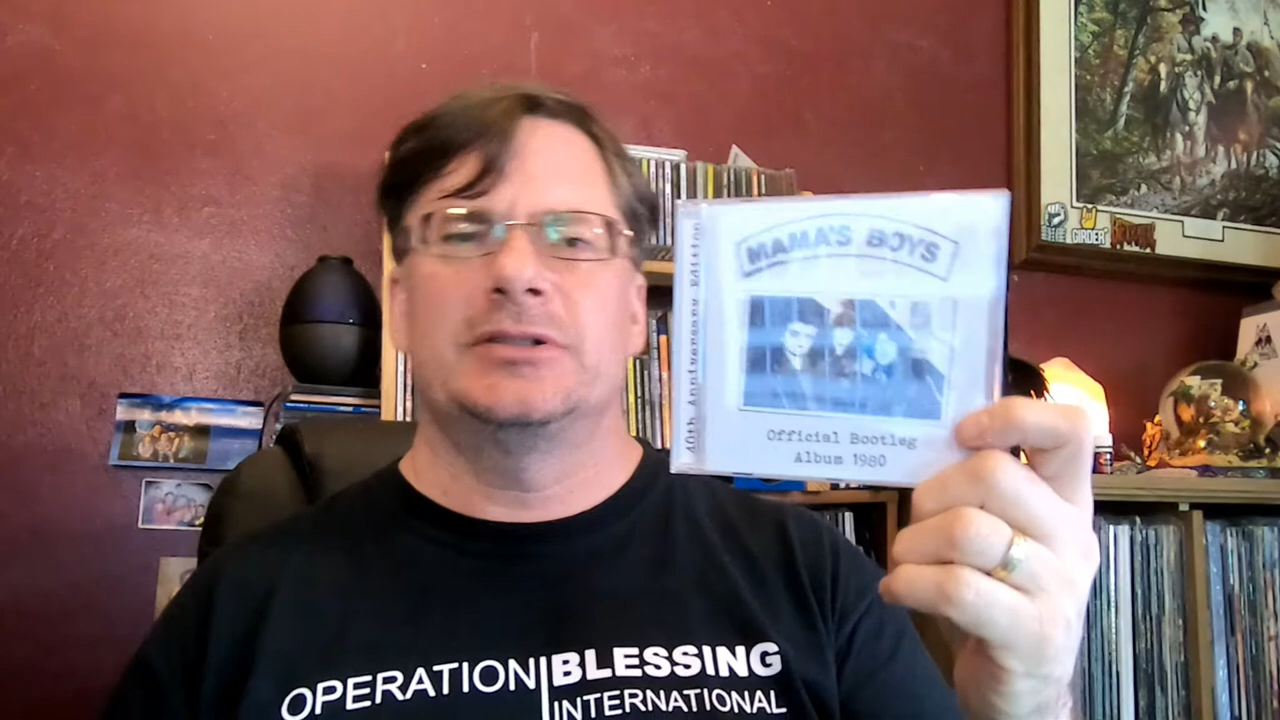 MAMA'S BOYS
40th Anniversary Edition
Official Bootleg
Album 1980
OPERATION BLESSING
INTERNATIONAL
GIRDER